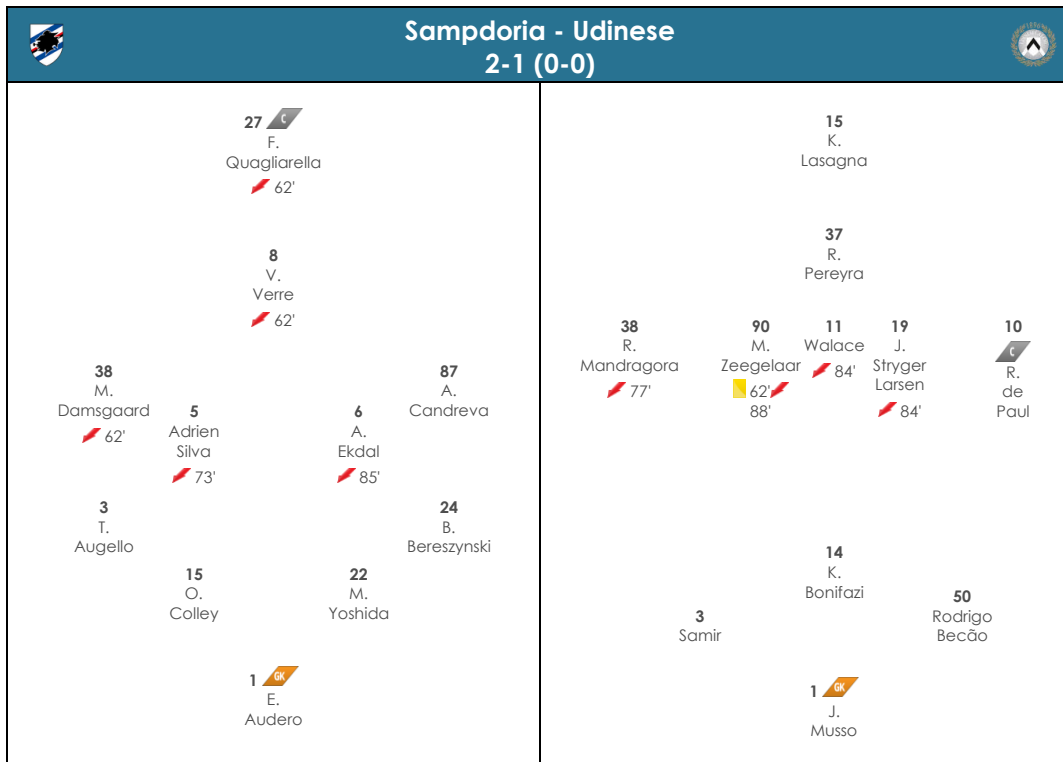 Sampdoria - Udinese
2-1 (0-0)
27 C
F.
Quagliarella
62'
8
V.
Verre
62'
38
M.
Damsgaard
62'
87
A.
Candreva
5
Adrien
Silva
73'
6
A.
Ekdal
85'
3
T.
Augello
24
B.
Bereszynski
15
O.
Colley
22
M.
Yoshida
1 GK
E.
Audero
15
K.
Lasagna
37
R.
Pereyra
38
R.
Mandragora
77'
90
M.
Zeegelaar
62'
88'
11
Walace
84'
19
J.
Stryger
Larsen
84'
10
C
R.
de
Paul
14
K.
Bonifazi
3
Samir
50
Rodrigo
Becão
1 GK
J.
Musso